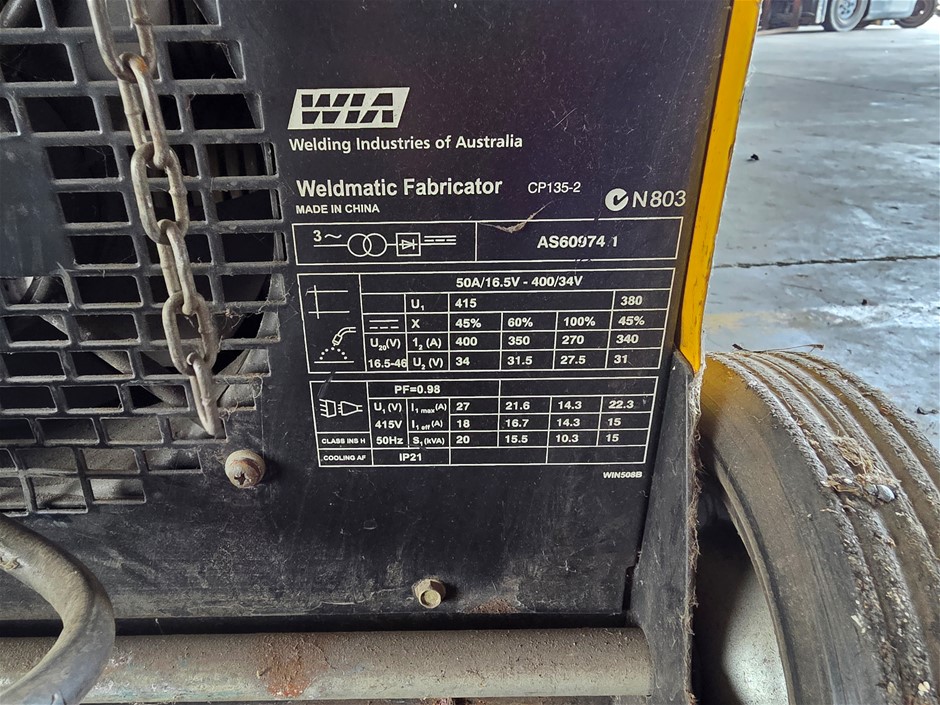 WIA
Welding Industries of Australia
Weldmatic Fabricator CP135-2
MADE IN CHINA
N803
3~
AS60974.1
50A/16.5V - 400/34V
U1 415 380
X 45% 60% 100% 45%
U20(V) I2 (A) 400 350 270 340
16.5-46 U2 (V) 34 31.5 27.5 31
PF=0.98
U1 (V) I1 max(A) 27 21.6 14.3 22.3
415V I1 eff (A) 18 16.7 14.3 15
CLASS INS H 50Hz S1 (kVA) 20 15.5 10.3 15
COOLING AF IP21
WIN508B